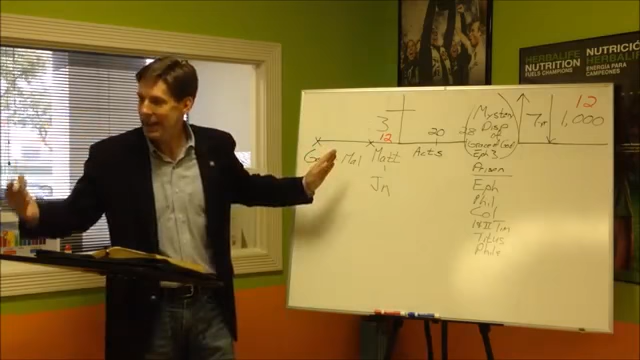 HERBALIFE
NUTRITION
FUELS CHAMPIONS
HERBALIFE
NUTRICIÓN
ENERGÍA PARA
CAMPEONES
3
12
G
Mal
Matt
Jn
20
Acts
28
Mystery
Disp
of
Grace of God
Eph 3
Prison
Eph
Phil
Col
I & II Tim
Titus
Phile
7 yr
12
1,000